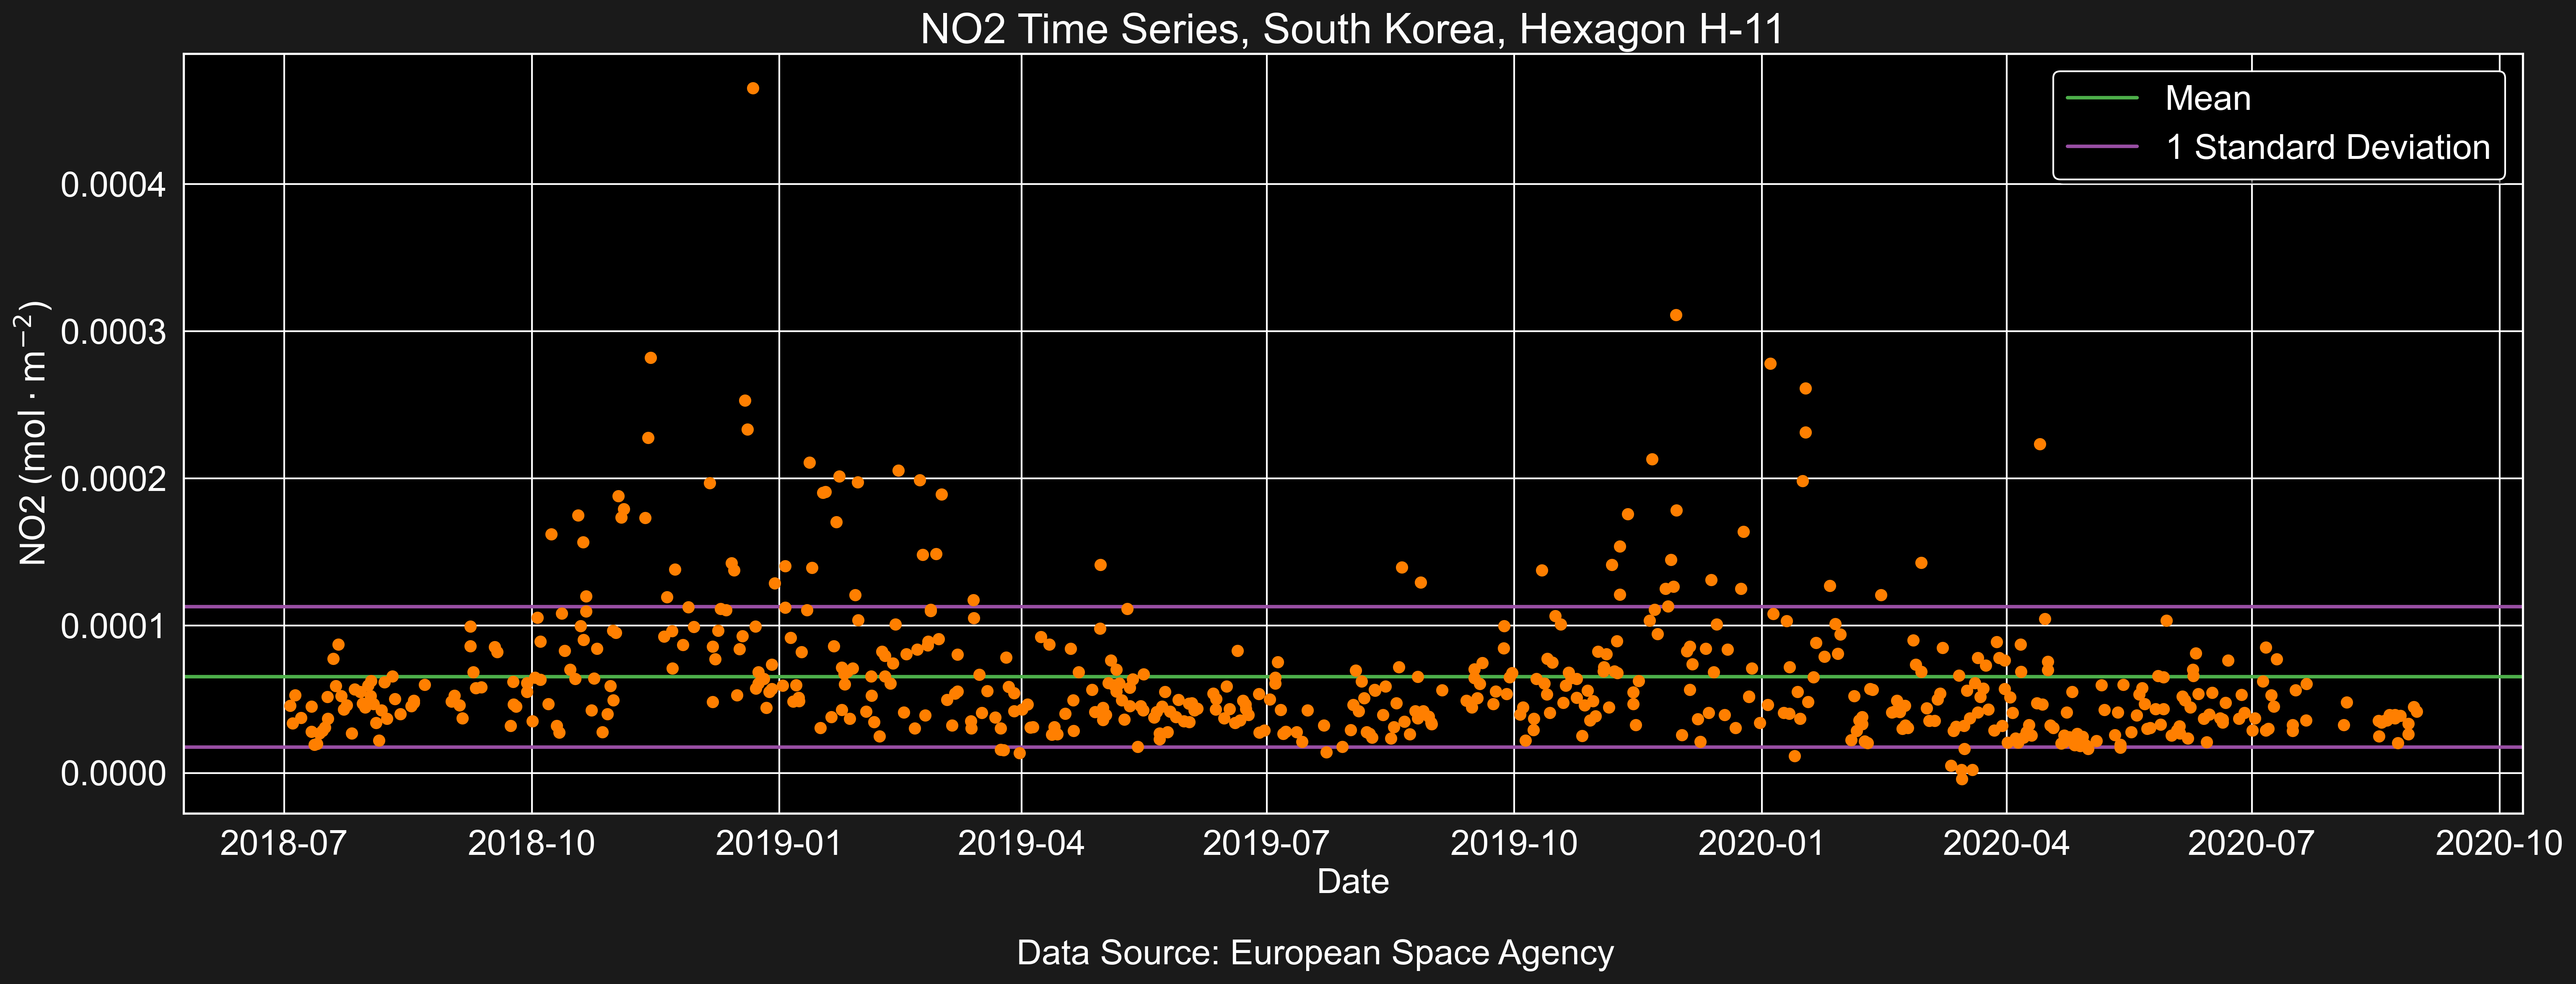 NO2 Time Series, South Korea, Hexagon H-11
Mean
1 Standard Deviation
NO2 (mol · m⁻²)
0.0004
0.0003
0.0002
0.0001
0.0000
2018-07 2018-10 2019-01 2019-04 2019-07 2019-10 2020-01 2020-04 2020-07 2020-10
Date
Data Source: European Space Agency